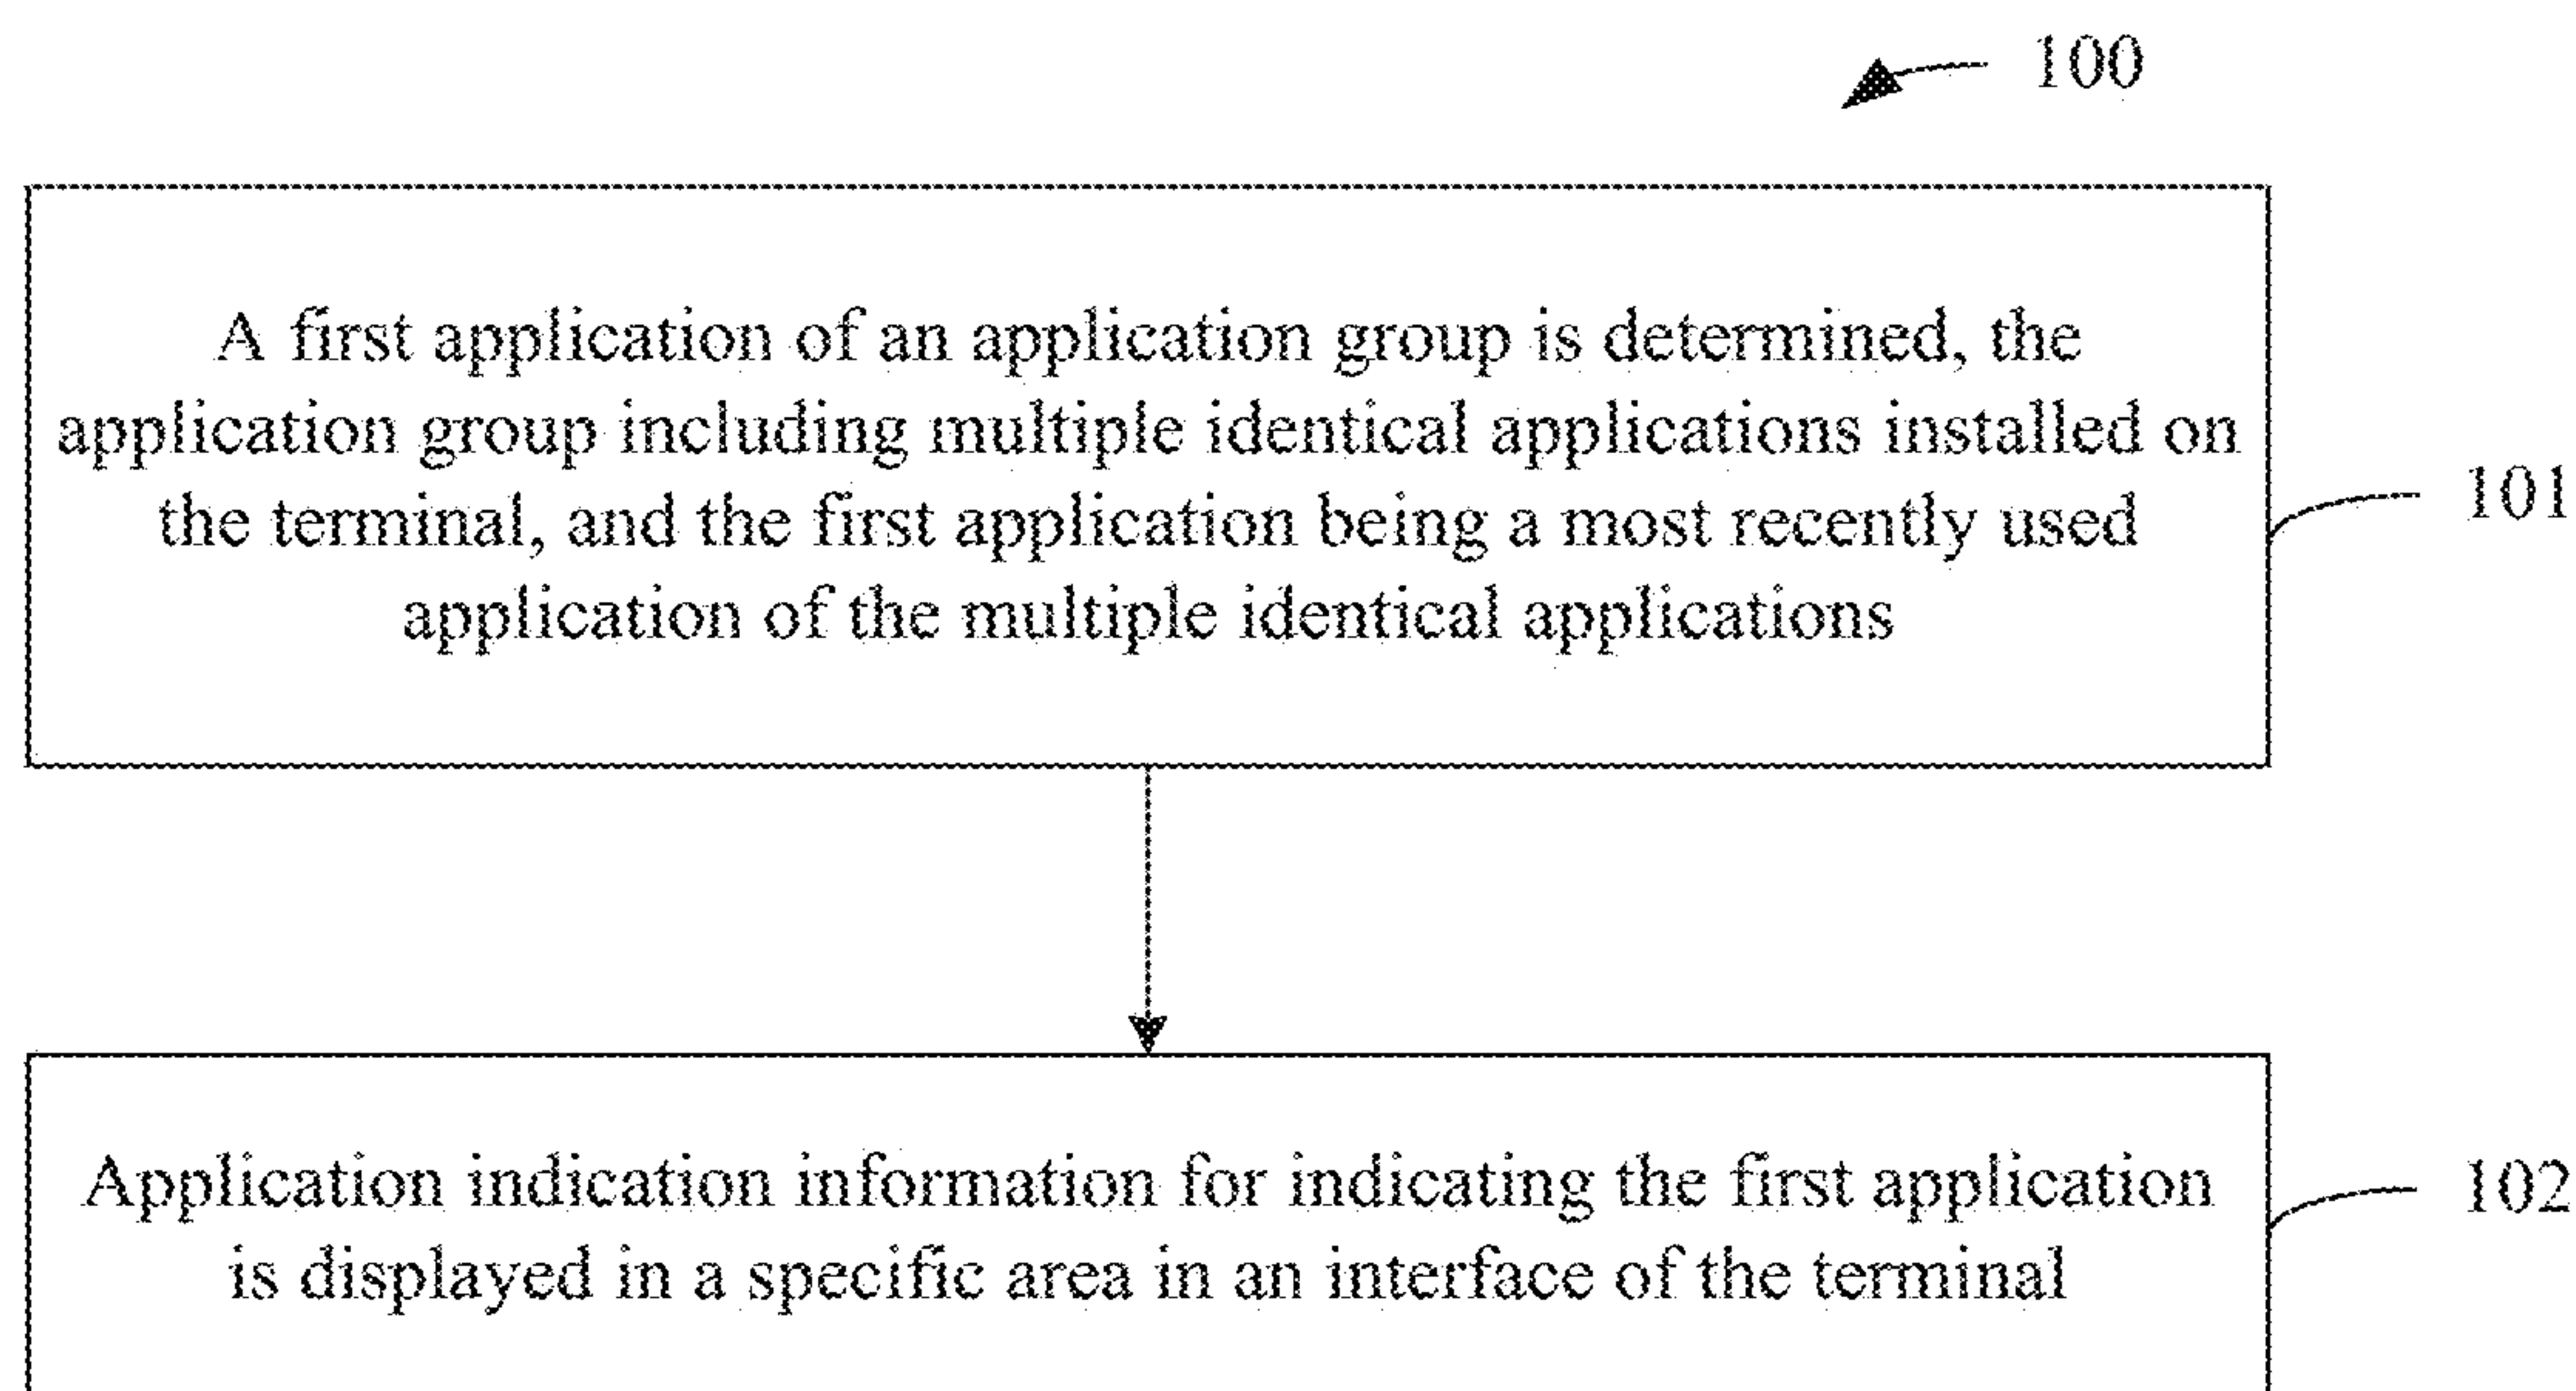 100
A first application of an application group is determined, the
application group including multiple identical applications installed on
the terminal, and the first application being a most recently used
application of the multiple identical applications
101
Application indication information for indicating the first application
is displayed in a specific area in an interface of the terminal
102